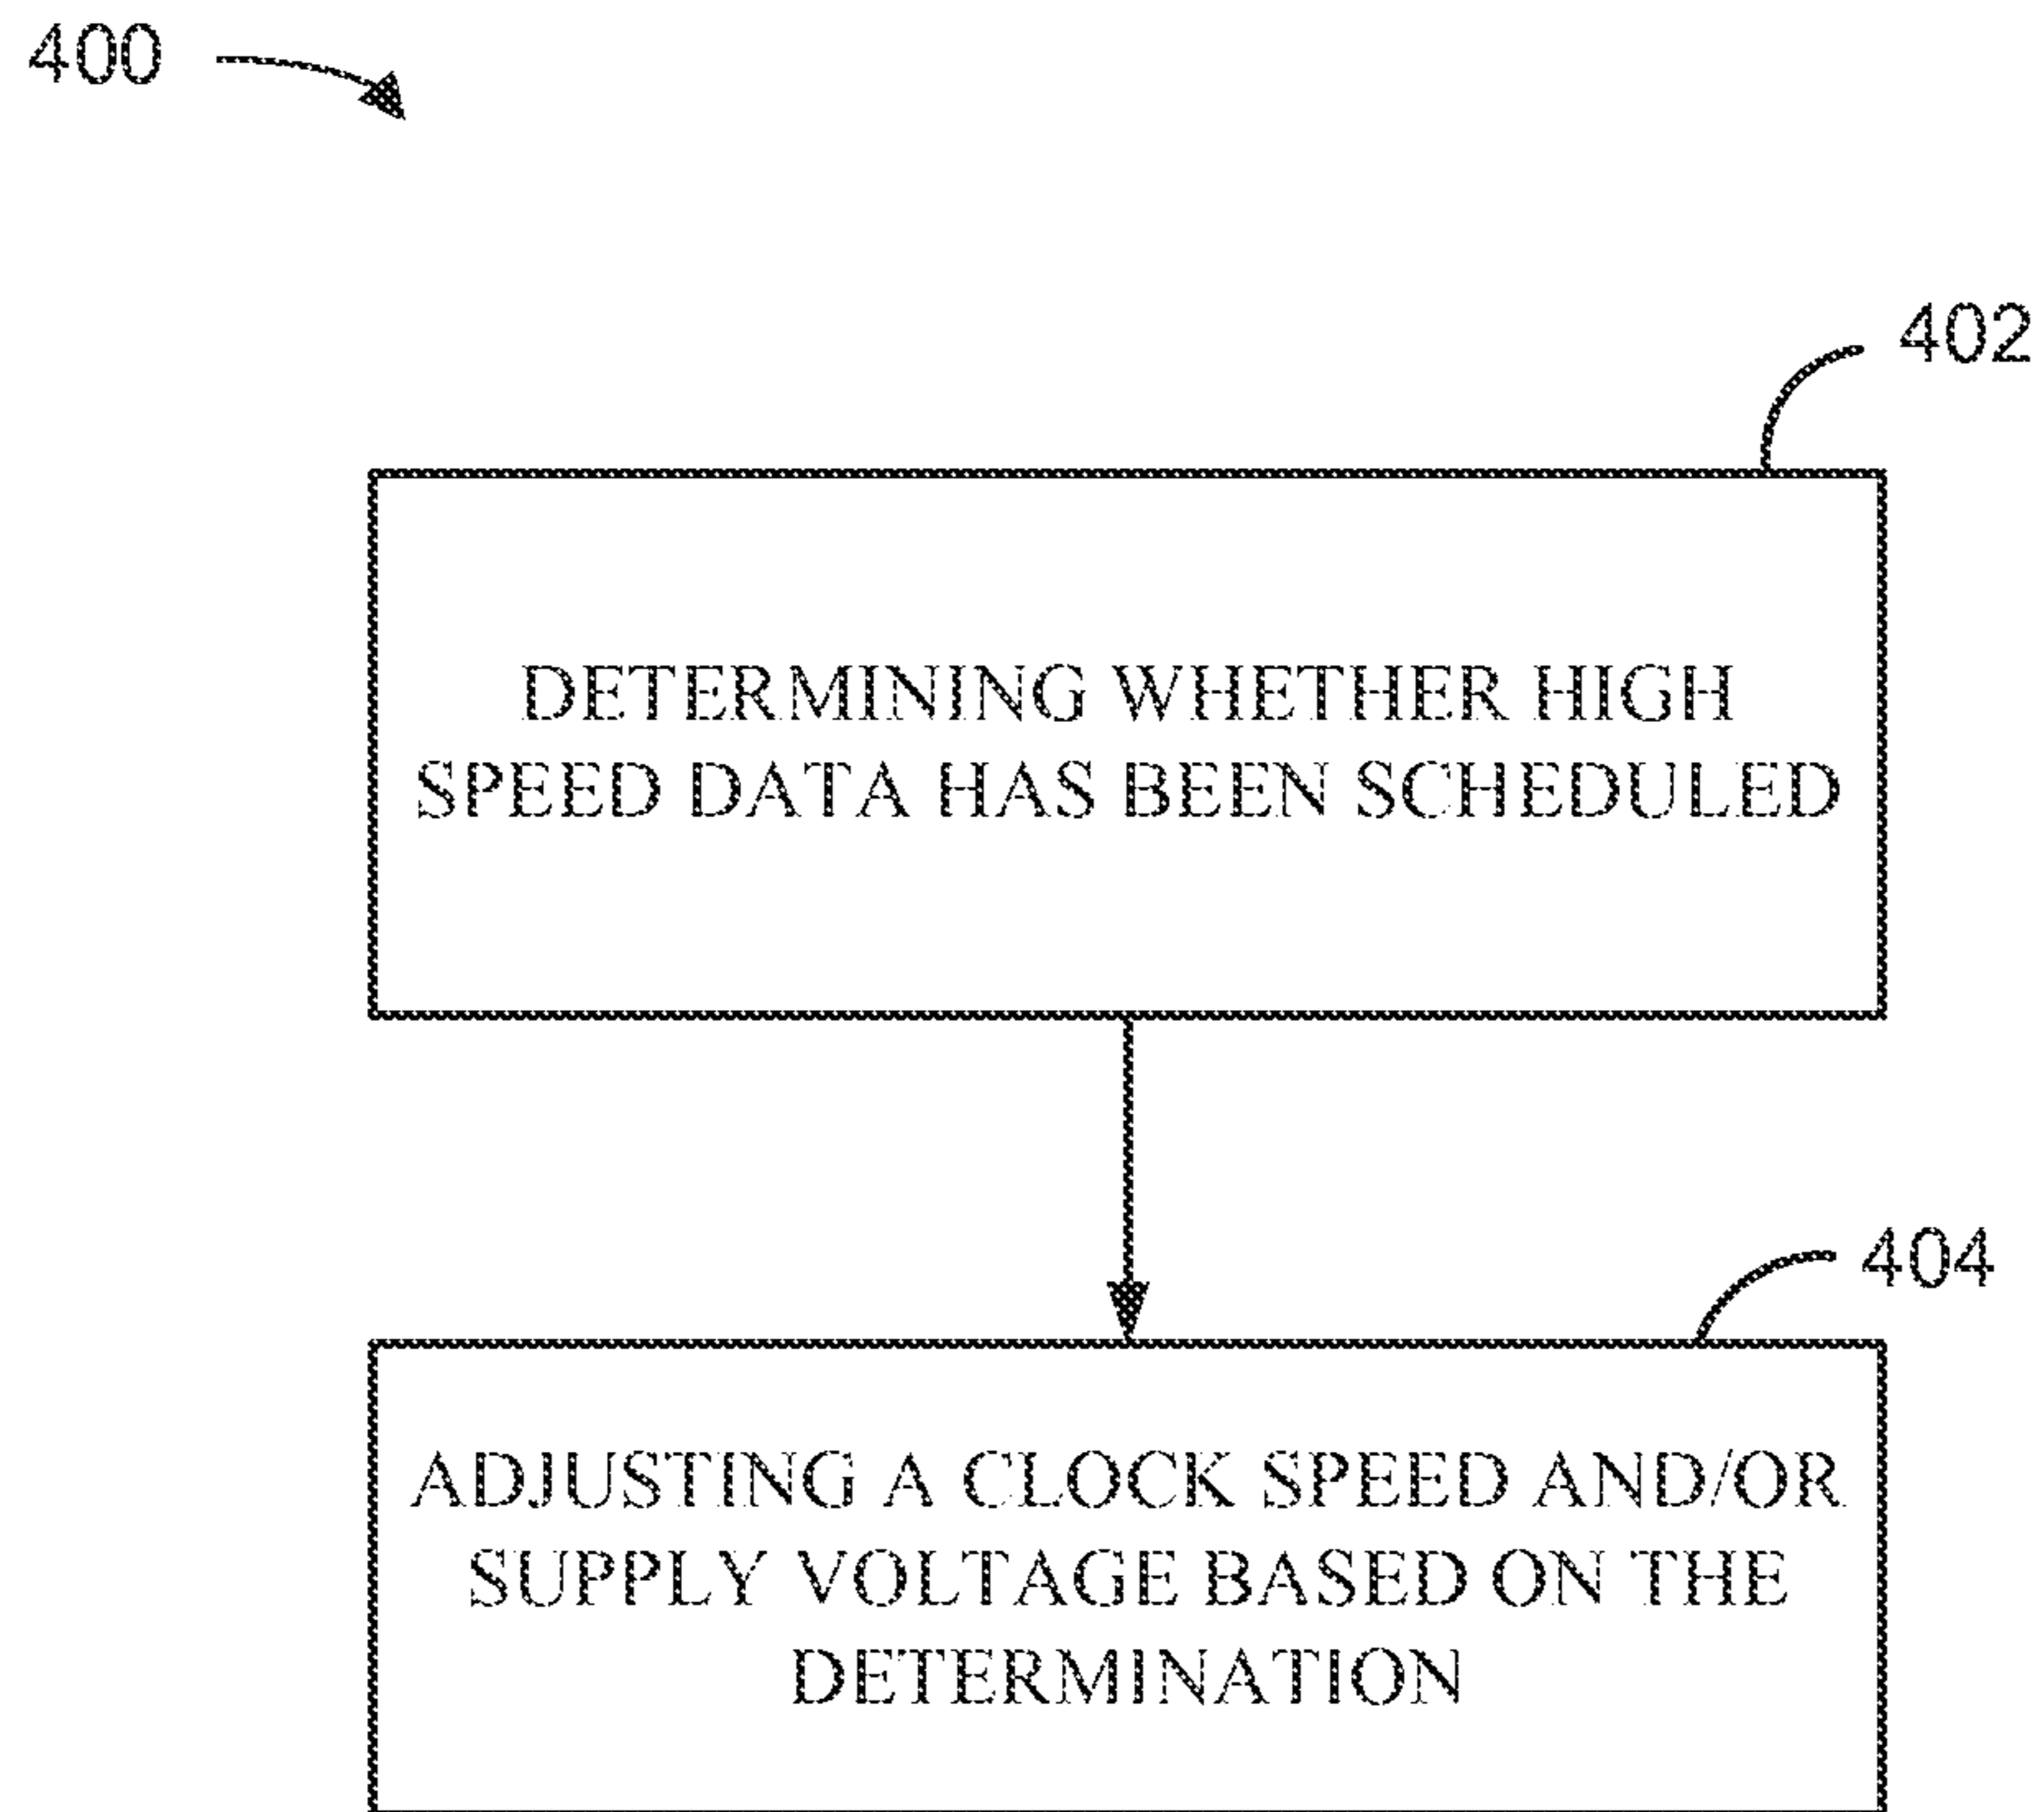 400
402
DETERMINING WHETHER HIGH
SPEED DATA HAS BEEN SCHEDULED
404
ADJUSTING A CLOCK SPEED AND/OR
SUPPLY VOLTAGE BASED ON THE
DETERMINATION